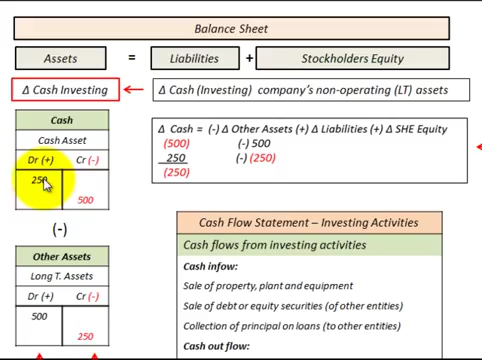 Balance Sheet
Assets = Liabilities + Stockholders Equity
Δ Cash Investing
Δ Cash (Investing) company's non-operating (LT) assets
Cash
Cash Asset
Dr (+) Cr (-)
250
500
(-)
Other Assets
Long T. Assets
Dr (+) Cr (-)
500
250
Δ Cash = (-) Δ Other Assets (+) Δ Liabilities (+) Δ SHE Equity
(500) (-) 500
250 (-) (250)
(250)
Cash Flow Statement – Investing Activities
Cash flows from investing activities
Cash infow:
Sale of property, plant and equipment
Sale of debt or equity securities (of other entities)
Collection of principal on loans (to other entities)
Cash out flow: